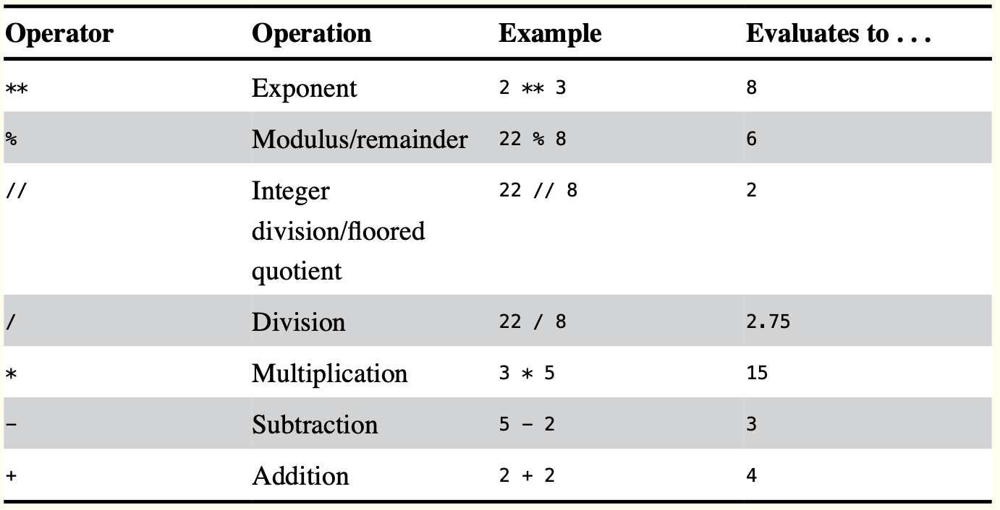 Operator Operation Example Evaluates to . . .
** Exponent 2 ** 3 8
% Modulus/remainder 22 % 8 6
// Integer 22 // 8 2
division/floored
quotient
/ Division 22 / 8 2.75
* Multiplication 3 * 5 15
- Subtraction 5 - 2 3
+ Addition 2 + 2 4